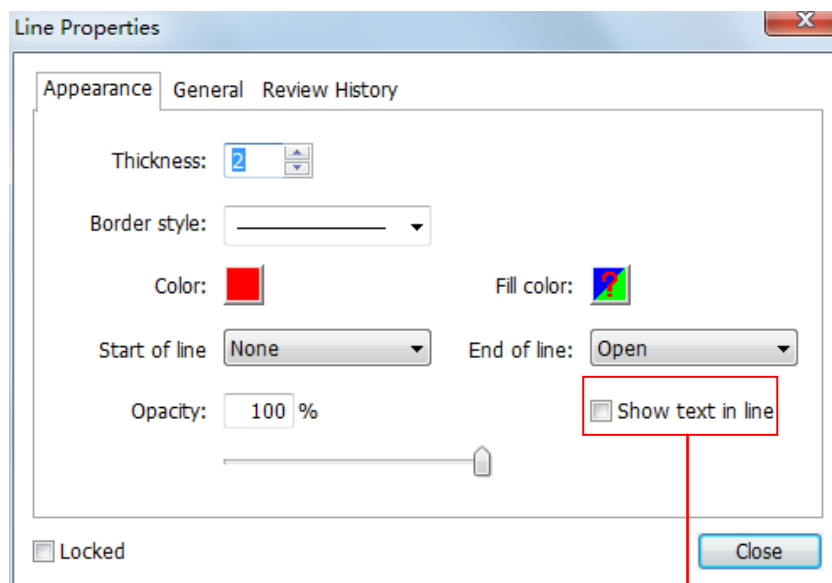 Line Properties
X
Appearance General Review History
Thickness: 2
Border style:
Color: Fill color: ?
Start of line None End of line: Open
Opacity: 100 % Show text in line
Locked Close